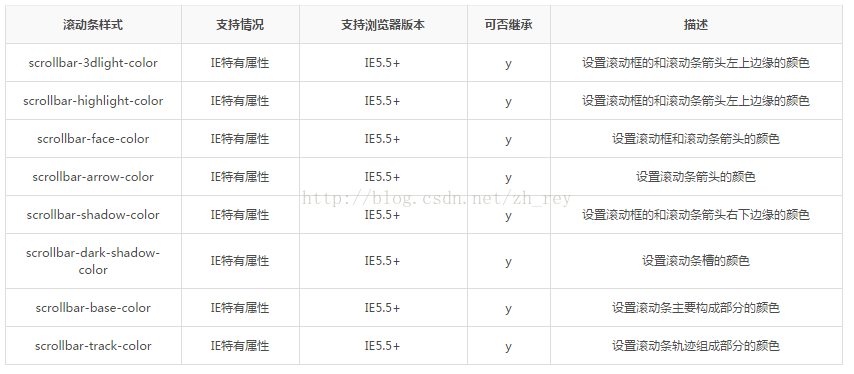 滚动条样式 支持情况 支持浏览器版本 可否继承 描述
scrollbar-3dlight-color IE特有属性 IE5.5+ y 设置滚动框的和滚动条箭头左上边缘的颜色
scrollbar-highlight-color IE特有属性 IE5.5+ y 设置滚动框的和滚动条箭头左上边缘的颜色
scrollbar-face-color IE特有属性 IE5.5+ y 设置滚动框和滚动条箭头的颜色
scrollbar-arrow-color IE特有属性 IE5.5+ y 设置滚动条箭头的颜色
http://blog.csdn.net/zh_rey
scrollbar-shadow-color IE特有属性 IE5.5+ y 设置滚动框的和滚动条箭头右下边缘的颜色
scrollbar-dark-shadow-
color IE特有属性 IE5.5+ y 设置滚动条槽的颜色
scrollbar-base-color IE特有属性 IE5.5+ y 设置滚动条主要构成部分的颜色
scrollbar-track-color IE特有属性 IE5.5+ y 设置滚动条轨迹组成部分的颜色